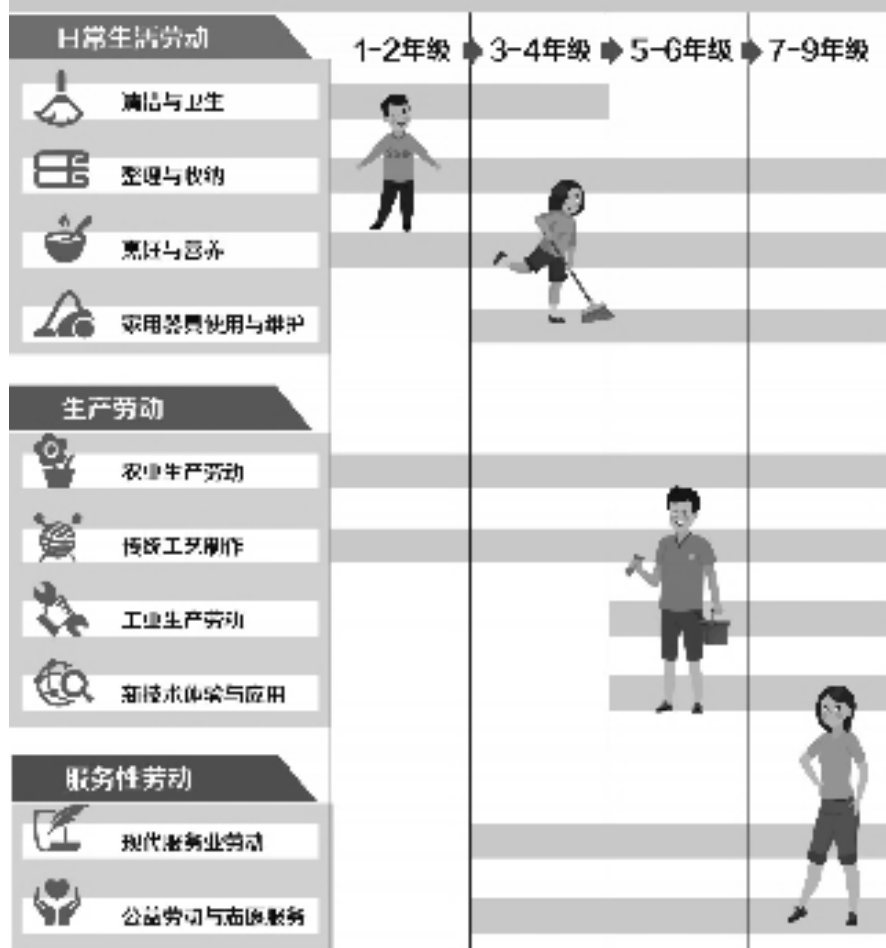 日常生活劳动
1-2年级 3-4年级 5-6年级 7-9年级
清洁与卫生
整理与收纳
烹饪与营养
家用器具使用与维护
生产劳动
农业生产劳动
传统工艺制作
工业生产劳动
新技术体验与应用
服务性劳动
现代服务业劳动
公益劳动与志愿服务